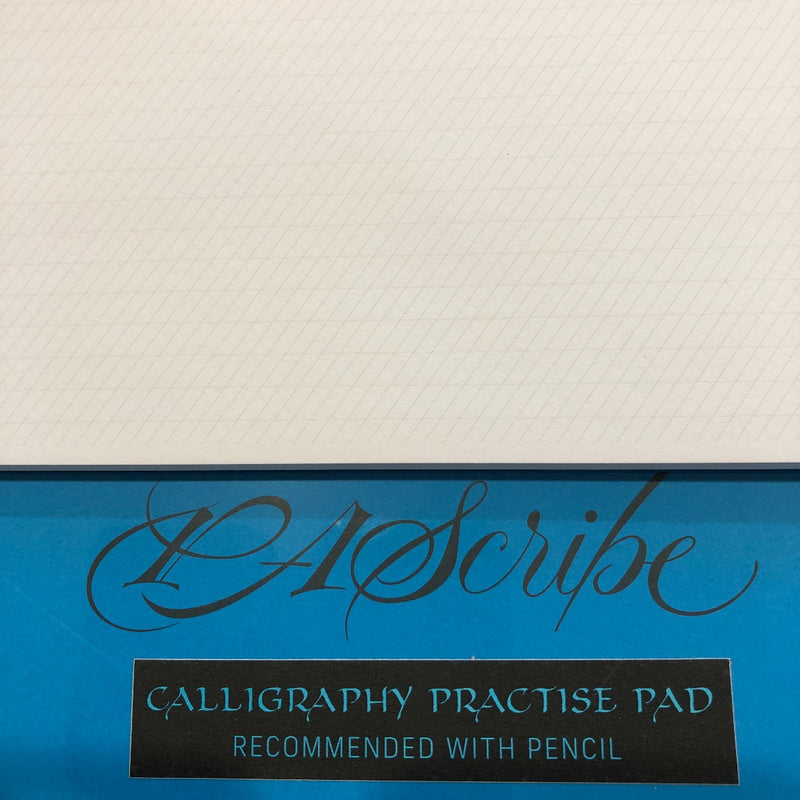 PAScribe
CALLIGRAPHY PRACTISE PAD
RECOMMENDED WITH PENCIL